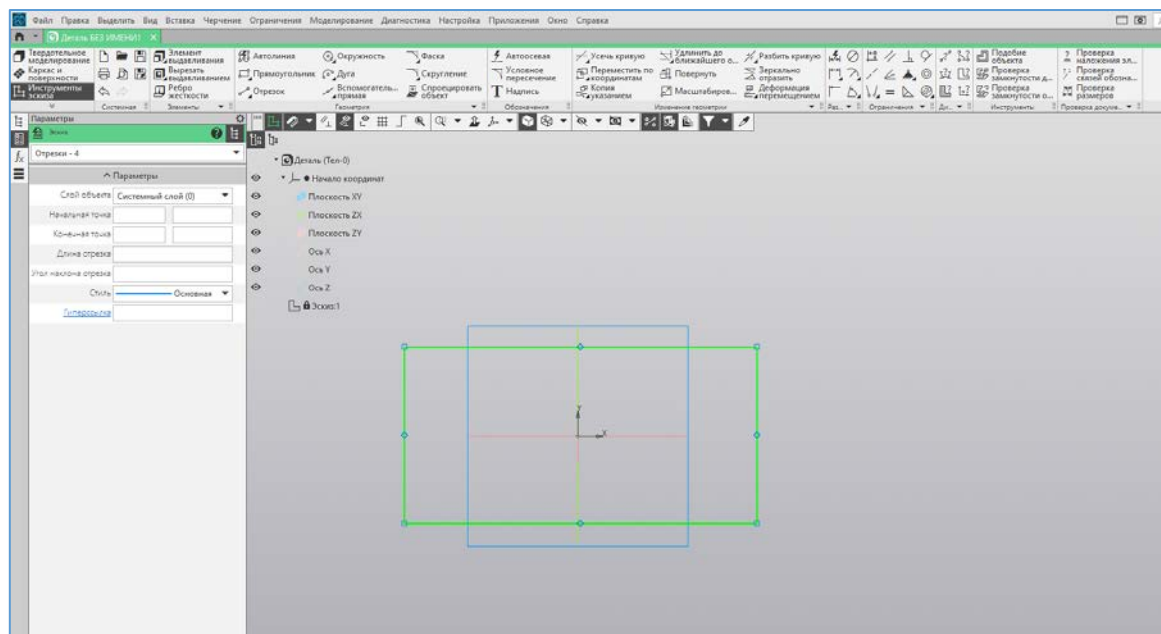 Файл Правка Выделить Вид Вставка Черчение Ограничения Моделирование Диагностика Настройка Приложения Окно Справка
Деталь БЕЗ ИМЕНИ1
Твердотельное моделирование
Каркас и поверхности
Инструменты эскиза
Системная
Элемент выдавливания
Вырезать выдавливанием
Ребро жесткости
Элементы
Автолиния Окружность Фаска
Прямоугольник Дуга Скругление
Отрезок Вспомогатель... прямая Спроецировать объект
Геометрия
Автоосевая
Условное пересечение
Надпись
Обозначения
Усечь кривую Удлинить до ближайшего о... Разбить кривую
Переместить по координатам Повернуть Зеркально отразить
Копия указанием Масштабиров... Деформация перемещением
Изменение геометрии
Раз...
Ограничения
Ди...
Подобие объекта
Проверка замкнутости д...
Проверка замкнутости о...
Инструменты
Проверка наложения эл...
Проверка связей обозна...
Проверка размеров
Проверка докуме...
Параметры
Эскиз
Отрезки - 4
Параметры
Слой объекта Системный слой (0)
Начальная точка
Конечная точка
Длина отрезка
Угол наклона отрезка
Стиль Основная
Гиперссылка
Деталь (Тел-0)
Начало координат
Плоскость XY
Плоскость ZX
Плоскость ZY
Ось X
Ось Y
Ось Z
Эскиз:1
Y
X